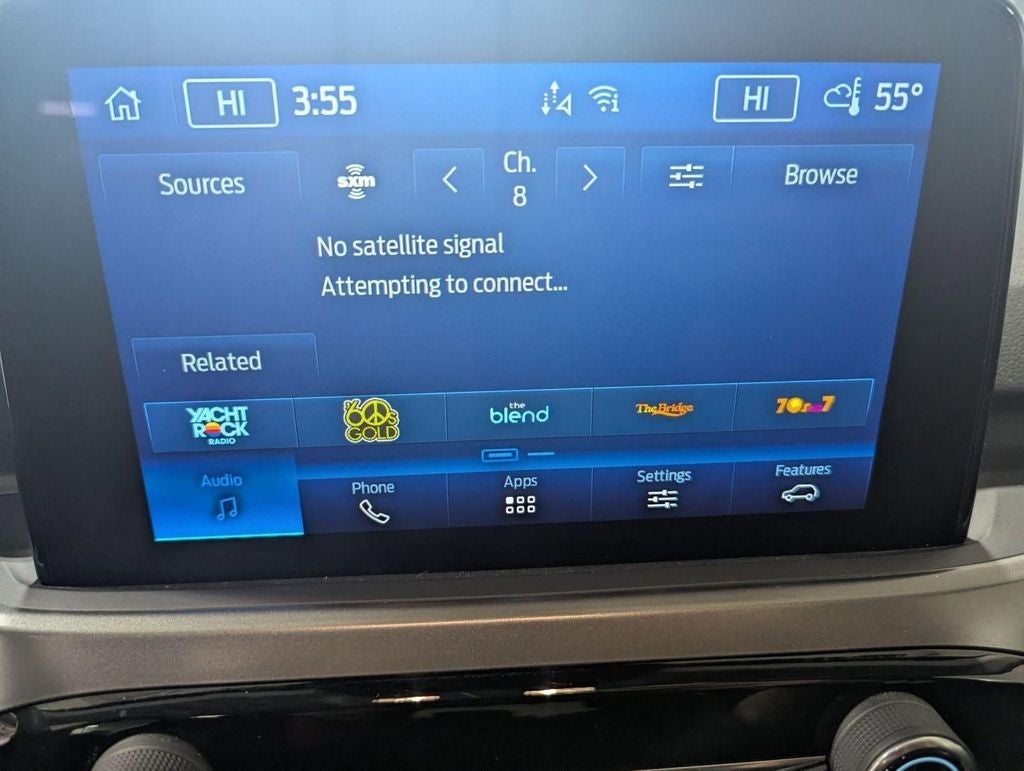 HI 3:55 HI 55°
Sources sxm Ch. Browse
8
No satellite signal
Attempting to connect...
Related
YACHT ROCK RADIO
'60s GOLD
the blend
The Bridge
70s on 7
Audio Phone Apps Settings Features